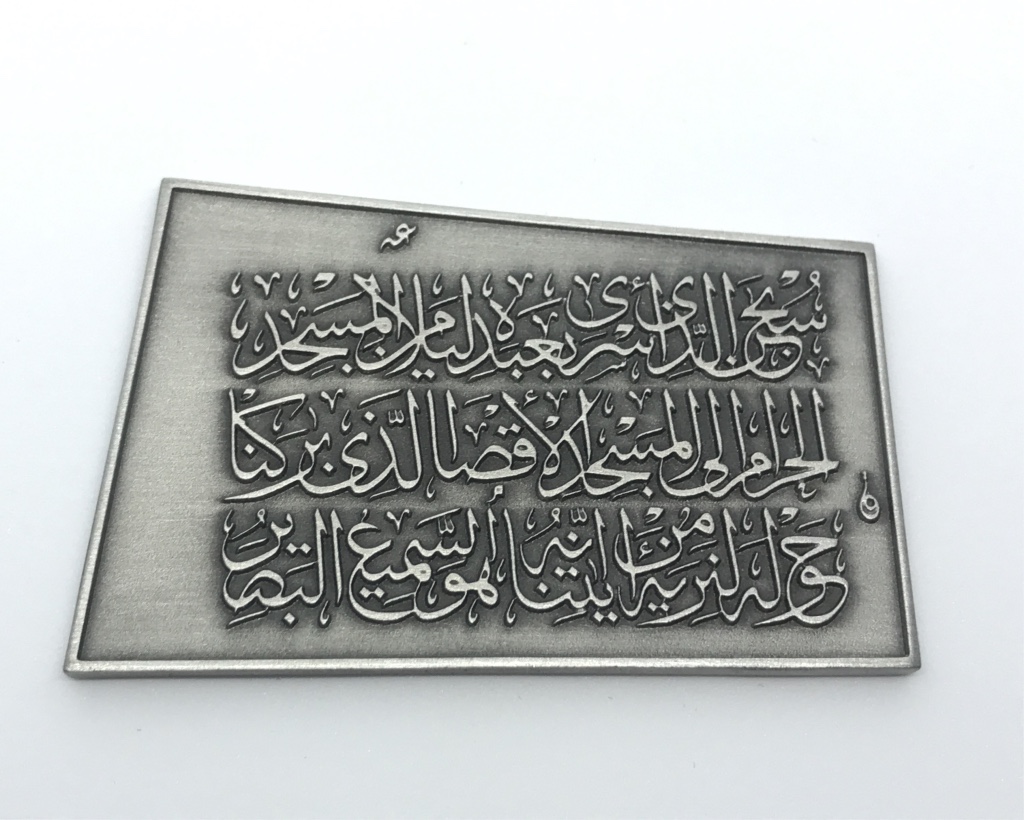 سبحن الذى أسرى بعبده ليلا من المسجد
الحرام إلى المسجد الأقصا الذى بركنا
حوله لنريه من ءايتنا إنه هو السميع البصير